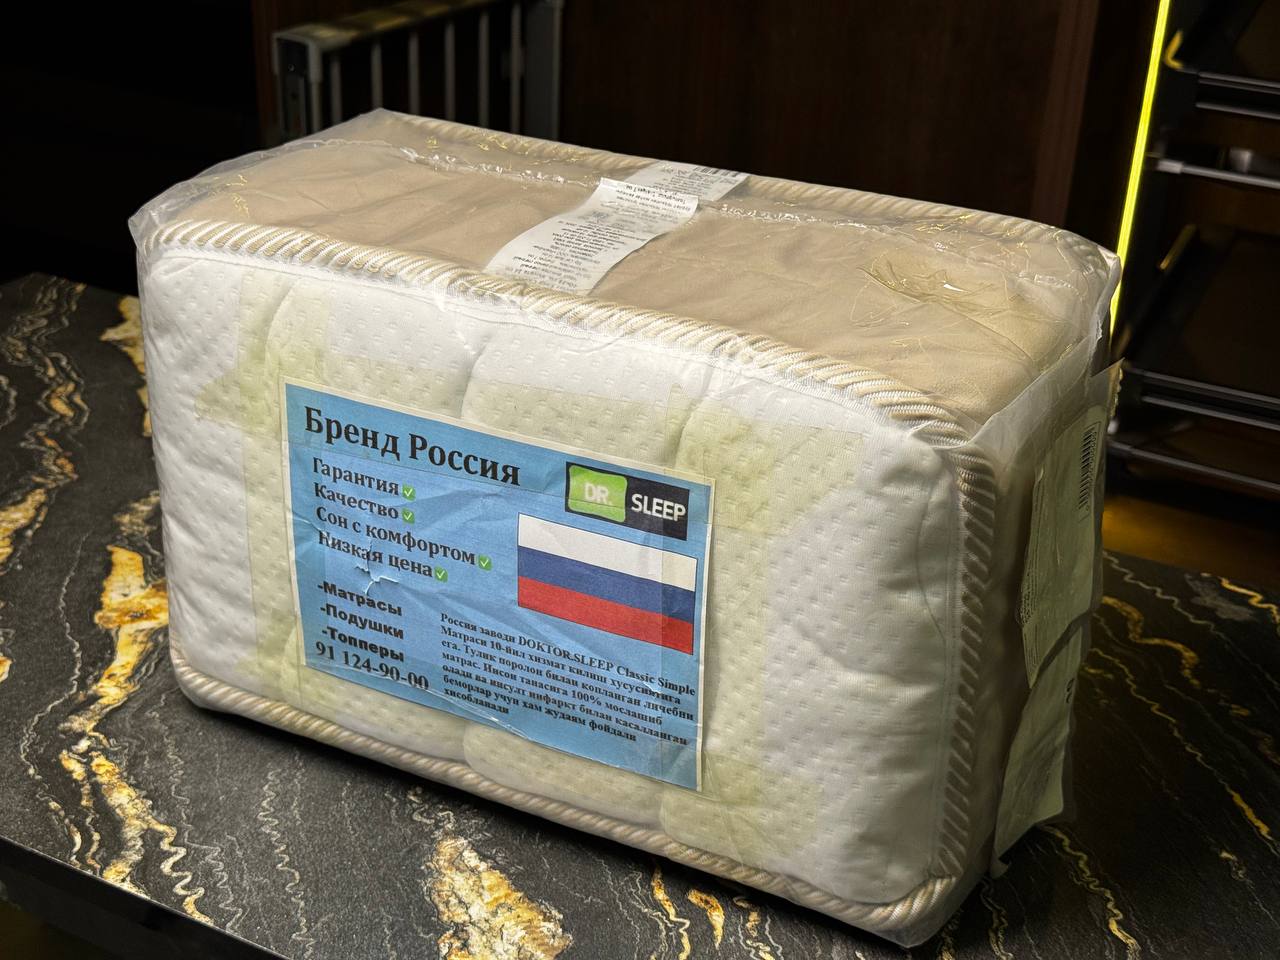 Бренд Россия
DR. SLEEP
Гарантия✅
Качество✅
Сон с комфортом✅
Низкая цена✅
-Матрасы
-Подушки
-Топперы
91 124-90-00
Россия заводи DOKTOR.SLEEP Classic Simple
Матраси 10-йил хизмат килиш хусусиятига
ега. Тулик поролон билан копланган личебни
матрас. Инсон танасига 100% мослашиб
олади ва инсулт инфаркт билан касалланган
беморлар учун хам жудаям фойдали
хисобланади